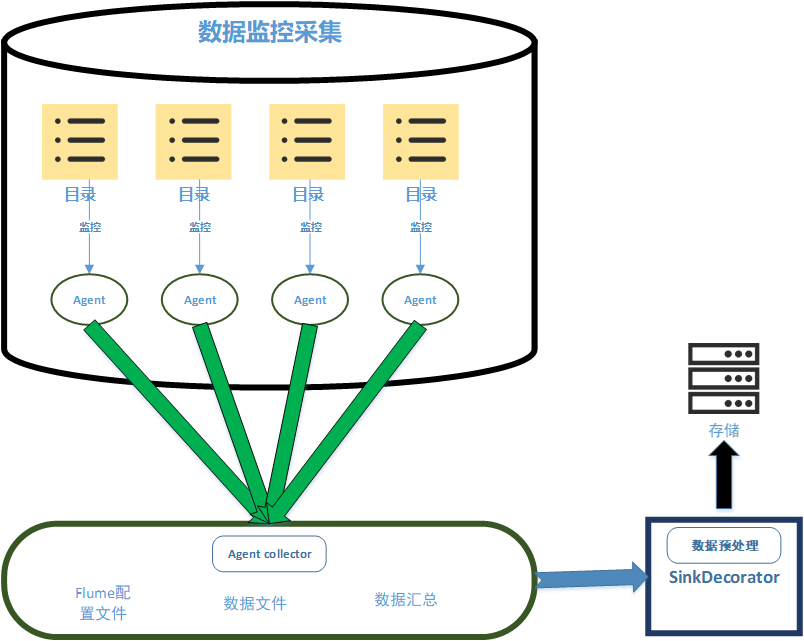 数据监控采集
目录
目录
目录
目录
监控
监控
监控
监控
Agent
Agent
Agent
Agent
存储
Agent collector
Flume配
置文件
数据文件
数据汇总
数据预处理
SinkDecorator